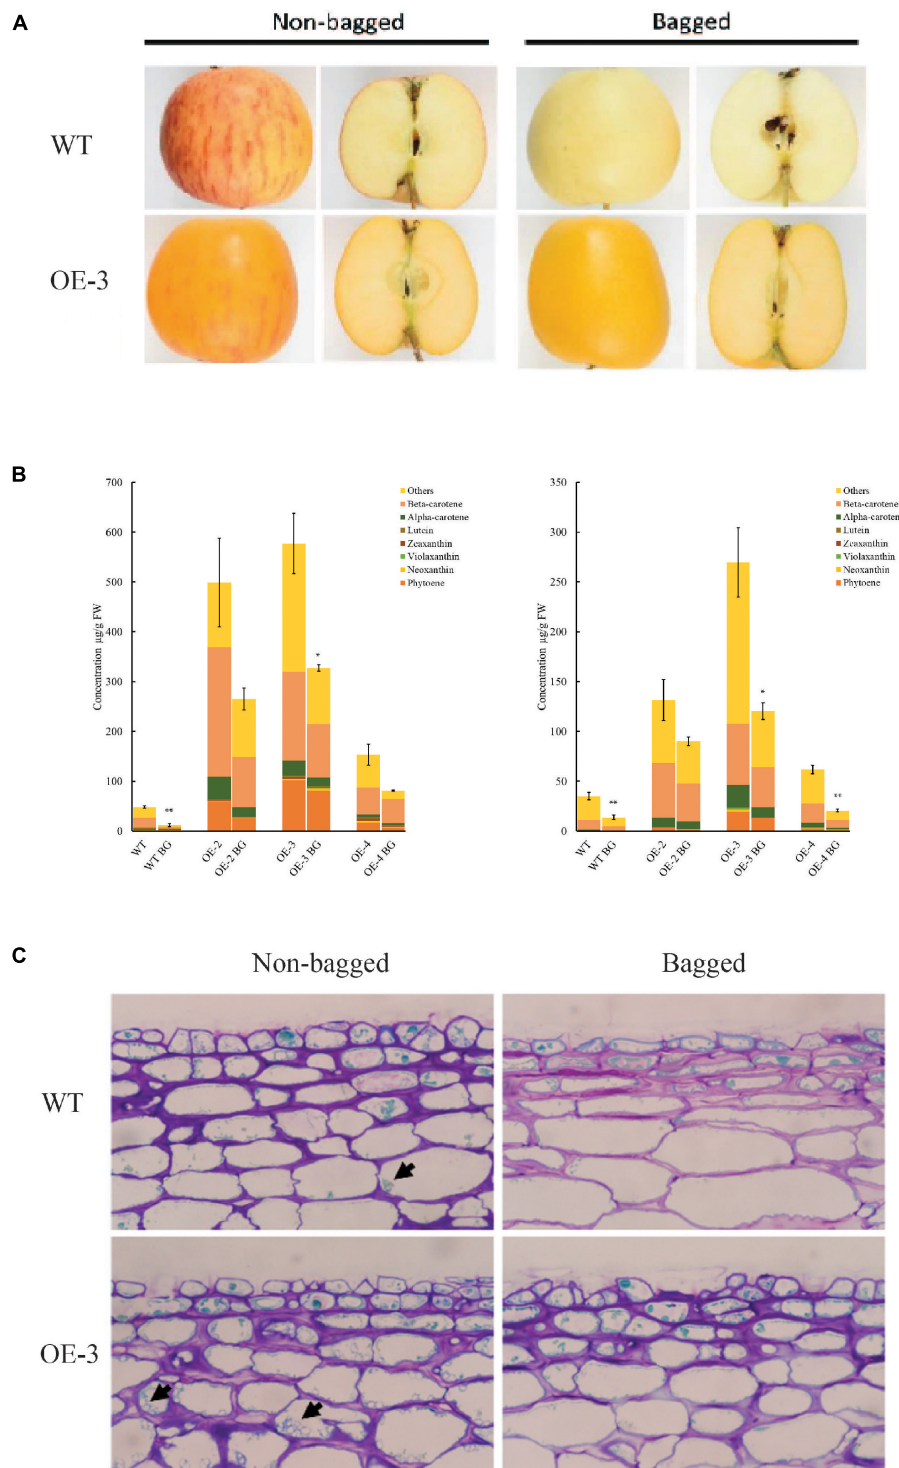 A
Non-bagged
Bagged
WT
OE-3
B
700
600
500
400
300
200
100
0
Concentration µg/g FW
Others
Beta-carotene
Alpha-carotene
Lutein
Zeaxanthin
Violaxanthin
Neoxanthin
Phytoene
**
*
WT
WT BG
OE-2
OE-2 BG
OE-3
OE-3 BG
OE-4
OE-4 BG
350
300
250
200
150
100
50
0
Concentration µg/g FW
Others
Beta-carotene
Alpha-carotene
Lutein
Zeaxanthin
Violaxanthin
Neoxanthin
Phytoene
**
*
**
WT
WT BG
OE-2
OE-2 BG
OE-3
OE-3 BG
OE-4
OE-4 BG
C
Non-bagged
Bagged
WT
OE-3